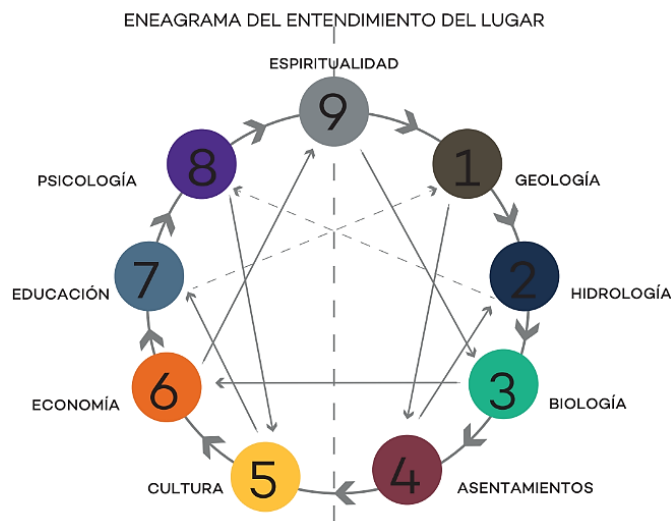 ENEAGRAMA DEL ENTENDIMIENTO DEL LUGAR
ESPIRITUALIDAD
9
8
1
PSICOLOGÍA
GEOLOGÍA
7
2
EDUCACIÓN
HIDROLOGÍA
6
3
ECONOMÍA
BIOLOGÍA
5
4
CULTURA
ASENTAMIENTOS